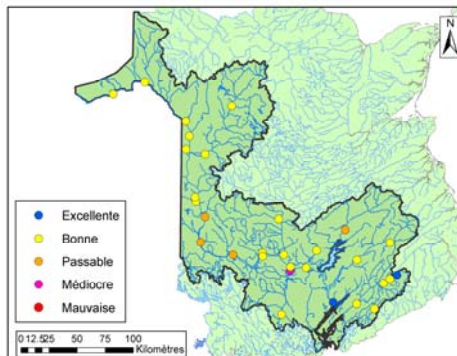 N
Excellente
Bonne
Passable
Médiocre
Mauvaise
0 12.525 50 75 100
Kilomètres